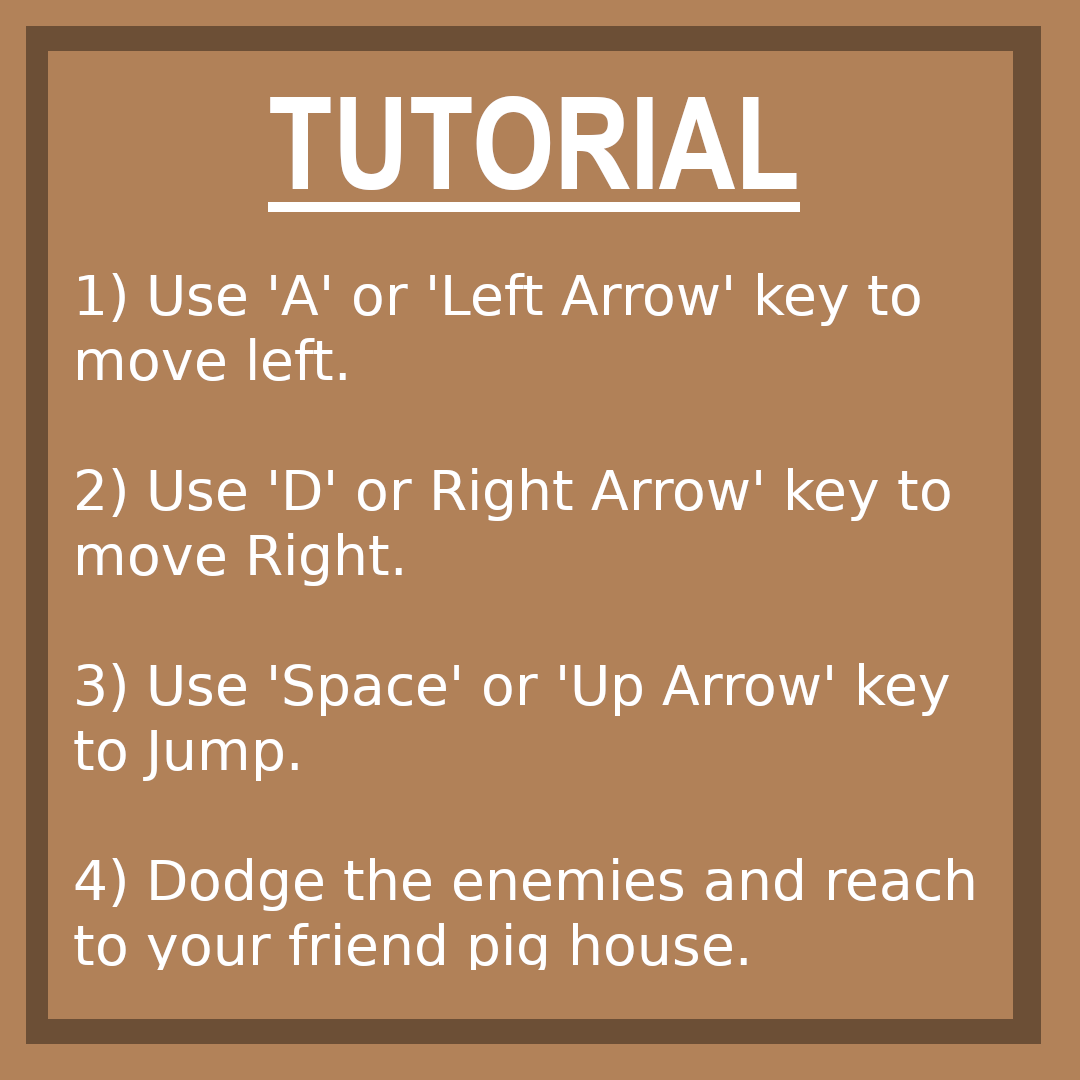 TUTORIAL
1) Use 'A' or 'Left Arrow' key to
move left.
2) Use 'D' or Right Arrow' key to
move Right.
3) Use 'Space' or 'Up Arrow' key
to Jump.
4) Dodge the enemies and reach
to your friend pig house.